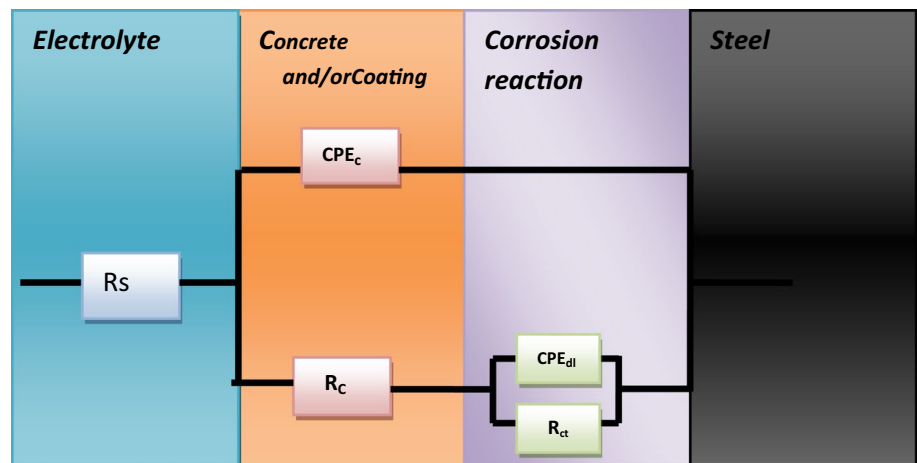 Electrolyte
Concrete
and/orCoating
Corrosion
reaction
Steel
CPEc
Rs
RC
CPEdl
Rct